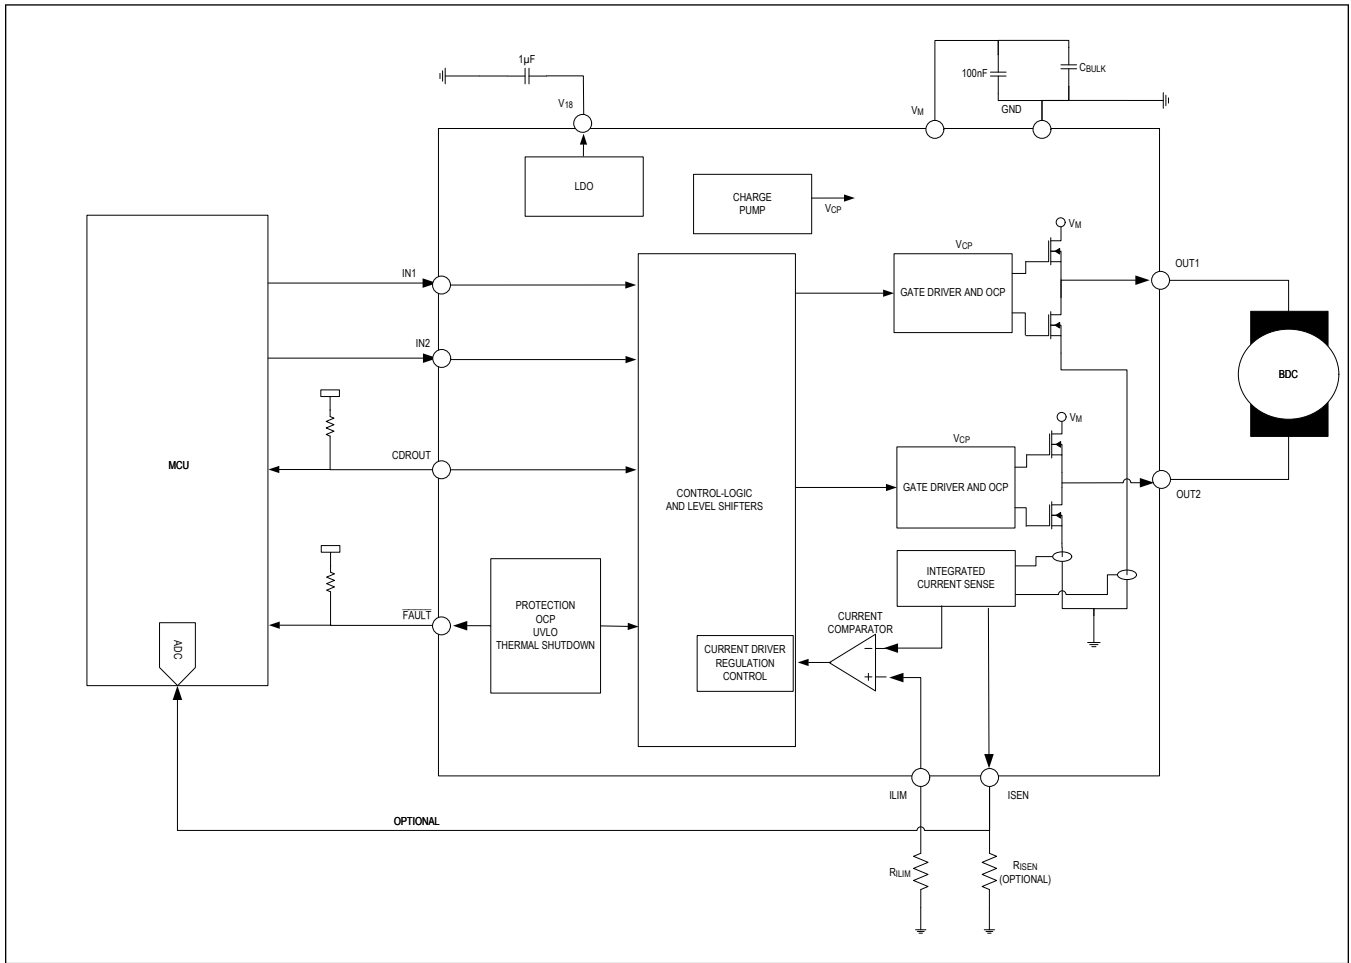 1µF
V18
100nF
CBULK
VM
GND
LDO
CHARGE
PUMP
VCP
VM
IN1
VCP
OUT1
GATE DRIVER AND OCP
IN2
BDC
VM
MCU
CDROUT
VCP
CONTROL-LOGIC
AND LEVEL SHIFTERS
GATE DRIVER AND OCP
OUT2
INTEGRATED
CURRENT SENSE
FAULT
PROTECTION
OCP
UVLO
THERMAL SHUTDOWN
CURRENT
COMPARATOR
ADC
CURRENT DRIVER
REGULATION
CONTROL
−
+
ILIM
ISEN
OPTIONAL
RILIM
RISEN
(OPTIONAL)